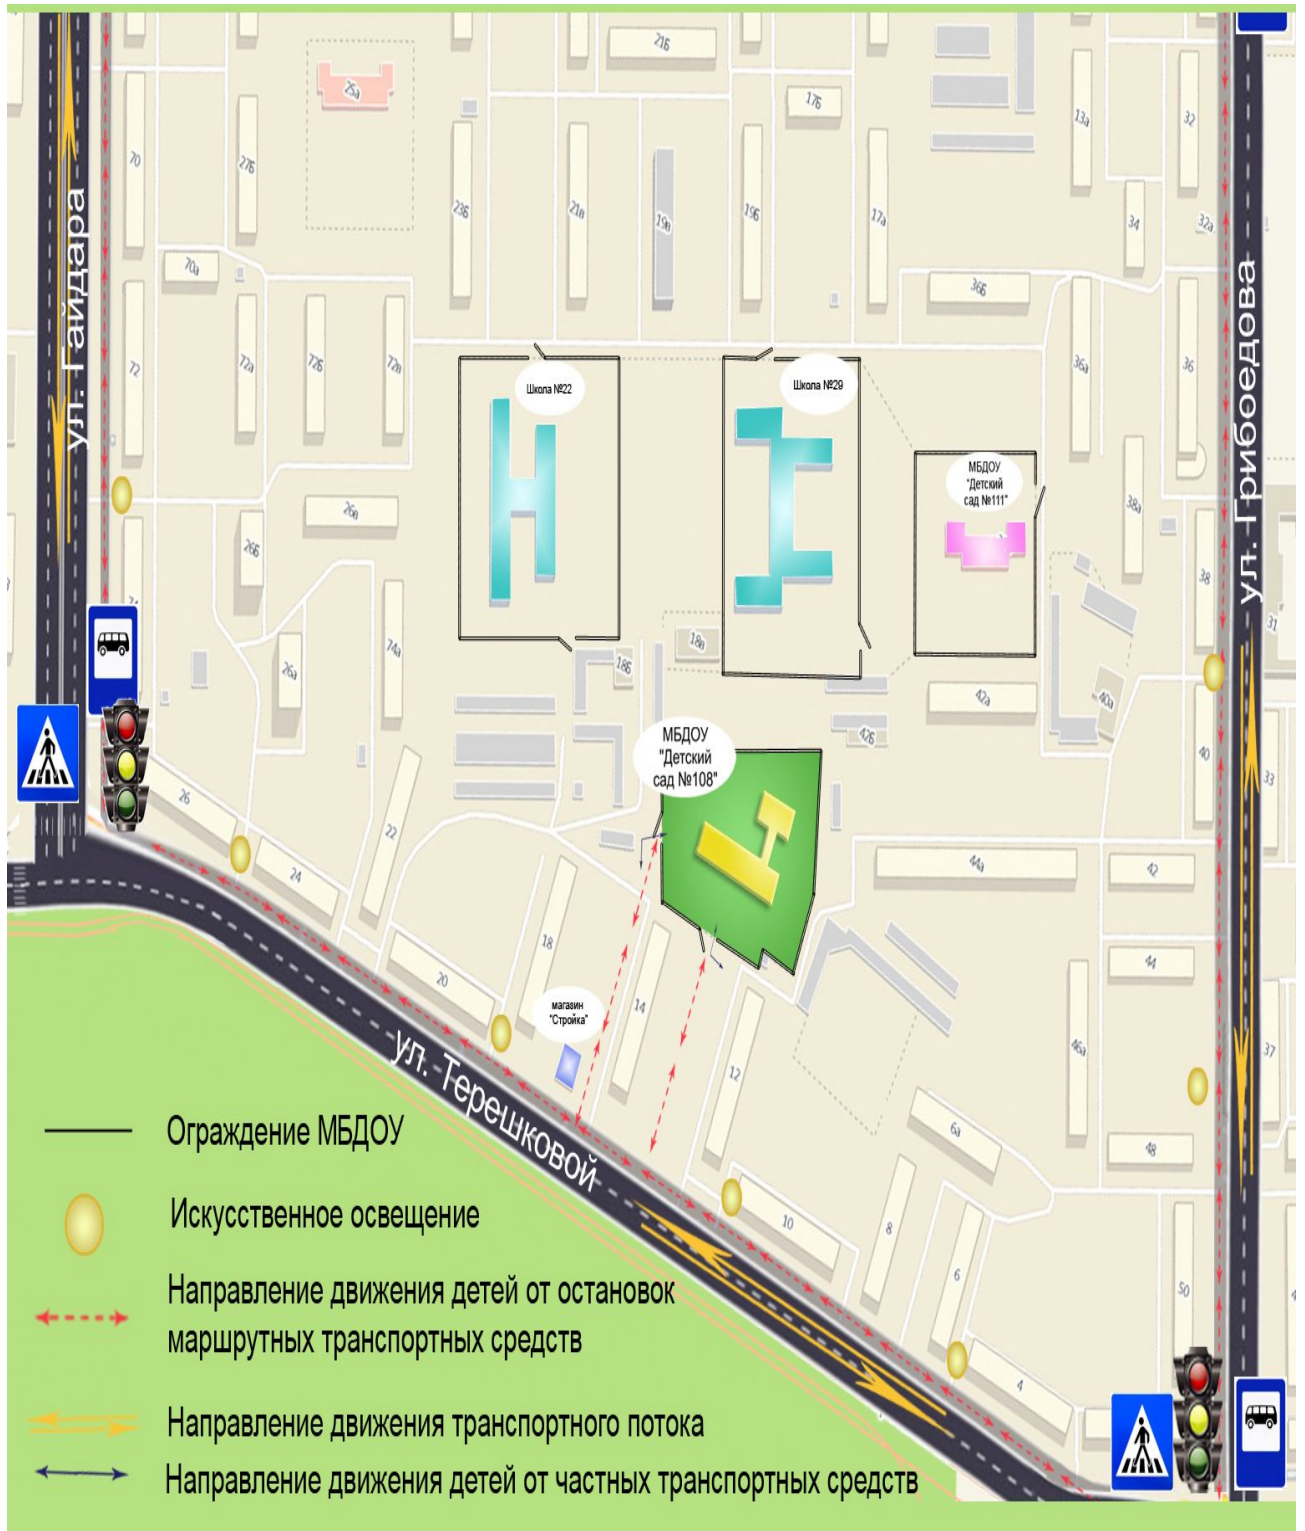 21Б
25а
17Б
13а
32
70
27Б
23Б
21в
19в
19Б
17а
34
32а
ул. Гайдара
70а
36Б
ул. Грибоедова
72
72а
72Б
72в
36а
36
Школа №22
Школа №29
МБДОУ
"Детский
сад №111"
26в
26Б
38а
38
74
74а
26а
18Б
18в
31
42а
40а
40
42Б
МБДОУ
"Детский
сад №108"
33
26
22
24
44а
42
18
20
44
14
магазин
"Стройка"
12
46а
37
ул. Терешковой
6а
48
10
8
6
50
4
Ограждение МБДОУ
Искусственное освещение
Направление движения детей от остановок
маршрутных транспортных средств
Направление движения транспортного потока
Направление движения детей от частных транспортных средств